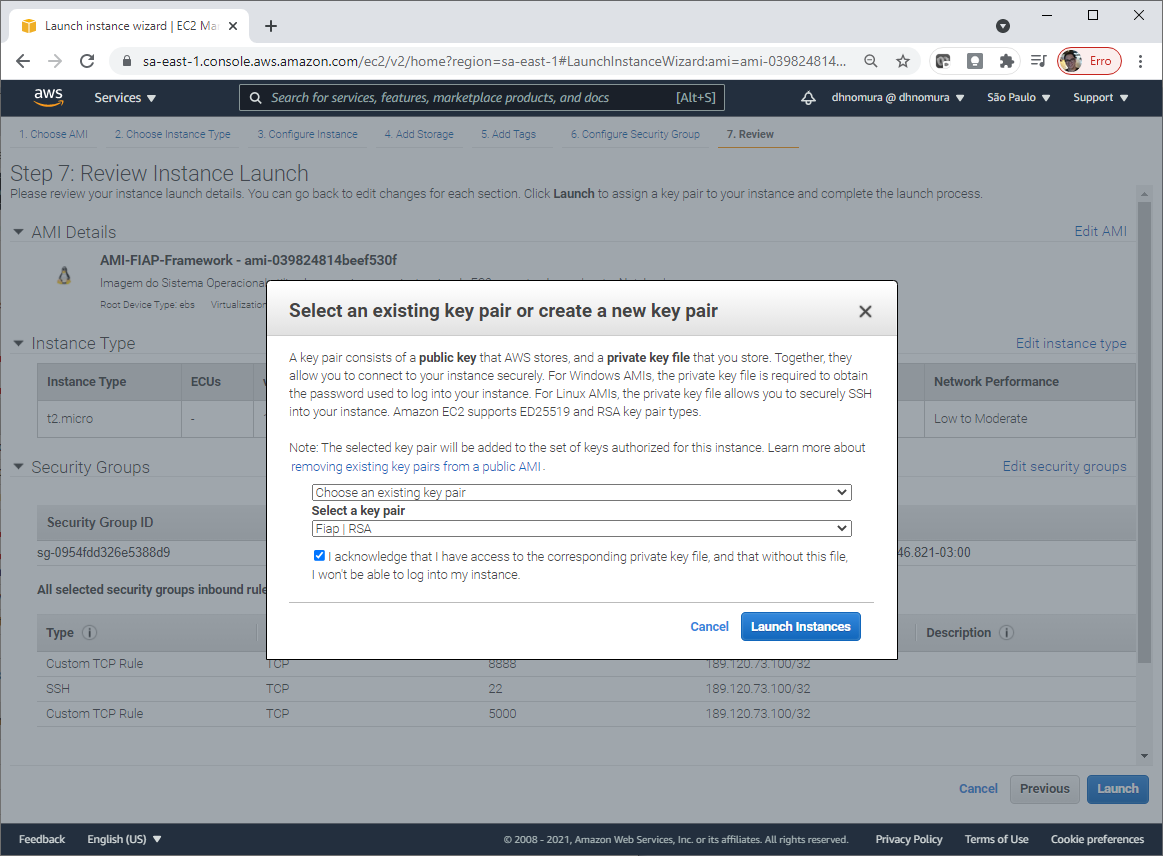 Launch instance wizard | EC2 Ma
sa-east-1.console.aws.amazon.com/ec2/v2/home?region=sa-east-1#LaunchInstanceWizard:ami=ami-039824814...
Erro
aws
Services
Search for services, features, marketplace products, and docs
[Alt+S]
dhnomura @ dhnomura
São Paulo
Support
1. Choose AMI
2. Choose Instance Type
3. Configure Instance
4. Add Storage
5. Add Tags
6. Configure Security Group
7. Review
Step 7: Review Instance Launch
Please review your instance launch details. You can go back to edit changes for each section. Click Launch to assign a key pair to your instance and complete the launch process.
AMI Details
Edit AMI
AMI-FIAP-Framework - ami-039824814beef530f
Imagem do Sistema Operacional
Root Device Type: ebs Virtualization
Instance Type
Edit instance type
Instance Type
ECUs
Network Performance
t2.micro
-
Low to Moderate
Security Groups
Edit security groups
Security Group ID
sg-0954fdd326e5388d9
46.821-03:00
All selected security groups inbound rule
Type
Description
Custom TCP Rule
TCP
8888
189.120.73.100/32
SSH
TCP
22
189.120.73.100/32
Custom TCP Rule
TCP
5000
189.120.73.100/32
Select an existing key pair or create a new key pair
A key pair consists of a public key that AWS stores, and a private key file that you store. Together, they
allow you to connect to your instance securely. For Windows AMIs, the private key file is required to obtain
the password used to log into your instance. For Linux AMIs, the private key file allows you to securely SSH
into your instance. Amazon EC2 supports ED25519 and RSA key pair types.
Note: The selected key pair will be added to the set of keys authorized for this instance. Learn more about
removing existing key pairs from a public AMI.
Choose an existing key pair
Select a key pair
Fiap | RSA
I acknowledge that I have access to the corresponding private key file, and that without this file,
I won't be able to log into my instance.
Cancel
Launch Instances
Cancel
Previous
Launch
Feedback
English (US)
© 2008 - 2021, Amazon Web Services, Inc. or its affiliates. All rights reserved.
Privacy Policy
Terms of Use
Cookie preferences